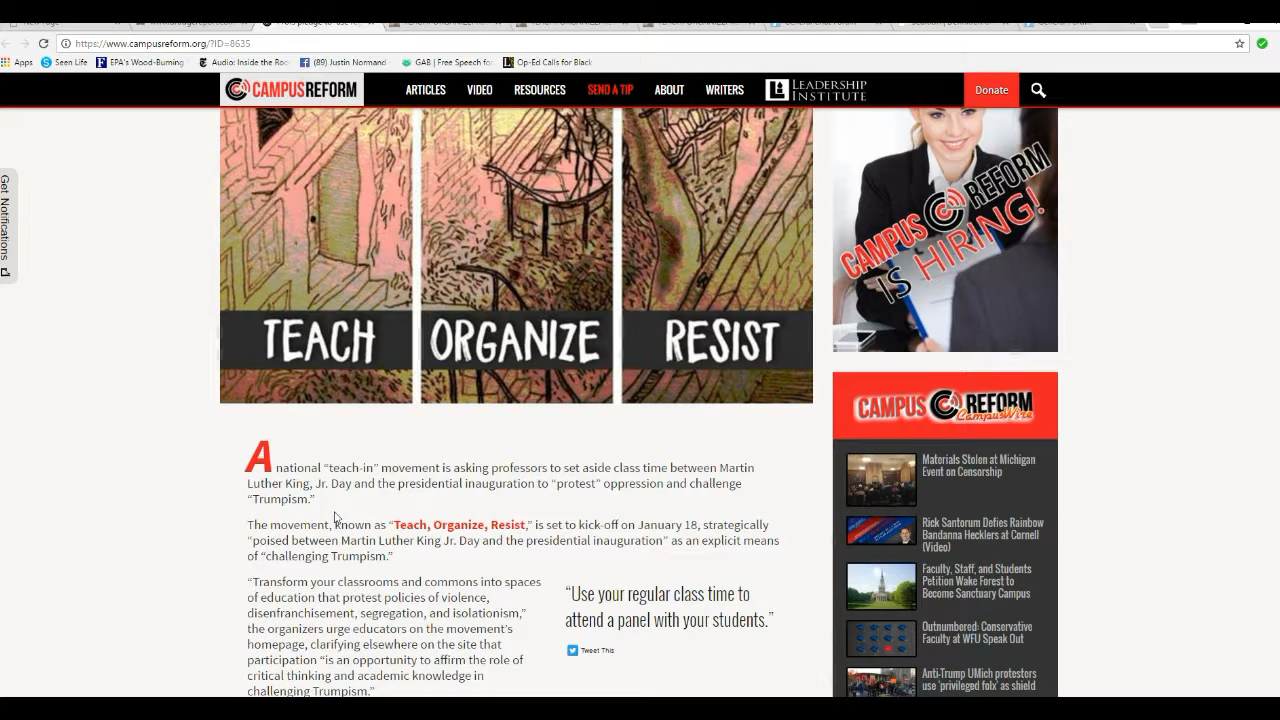 https://www.campusreform.org/?ID=8635
Apps
Seen Life
EPA's Wood-Burning
Audio: Inside the Roo
(89) Justin Normand
GAB | Free Speech fo
Op-Ed Calls for Black
CAMPUS REFORM
ARTICLES
VIDEO
RESOURCES
SEND A TIP
ABOUT
WRITERS
LEADERSHIP
INSTITUTE
Donate
Get Notifications
TEACH
ORGANIZE
RESIST
CAMPUS REFORM
IS HIRING!
A national “teach-in” movement is asking professors to set aside class time between Martin
Luther King, Jr. Day and the presidential inauguration to “protest” oppression and challenge
“Trumpism.”
The movement, known as “Teach, Organize, Resist,” is set to kick-off on January 18, strategically
“poised between Martin Luther King Jr. Day and the presidential inauguration” as an explicit means
of “challenging Trumpism.”
“Transform your classrooms and commons into spaces
of education that protest policies of violence,
disenfranchisement, segregation, and isolationism,”
the organizers urge educators on the movement’s
homepage, clarifying elsewhere on the site that
participation “is an opportunity to affirm the role of
critical thinking and academic knowledge in
challenging Trumpism.”
“Use your regular class time to
attend a panel with your students.”
Tweet This
CAMPUS REFORM
CampusWire
Materials Stolen at Michigan
Event on Censorship
Rick Santorum Defies Rainbow
Bandanna Hecklers at Cornell
(Video)
Faculty, Staff, and Students
Petition Wake Forest to
Become Sanctuary Campus
Outnumbered: Conservative
Faculty at WFU Speak Out
Anti-Trump UMich protesters
use 'privileged folx' as shield